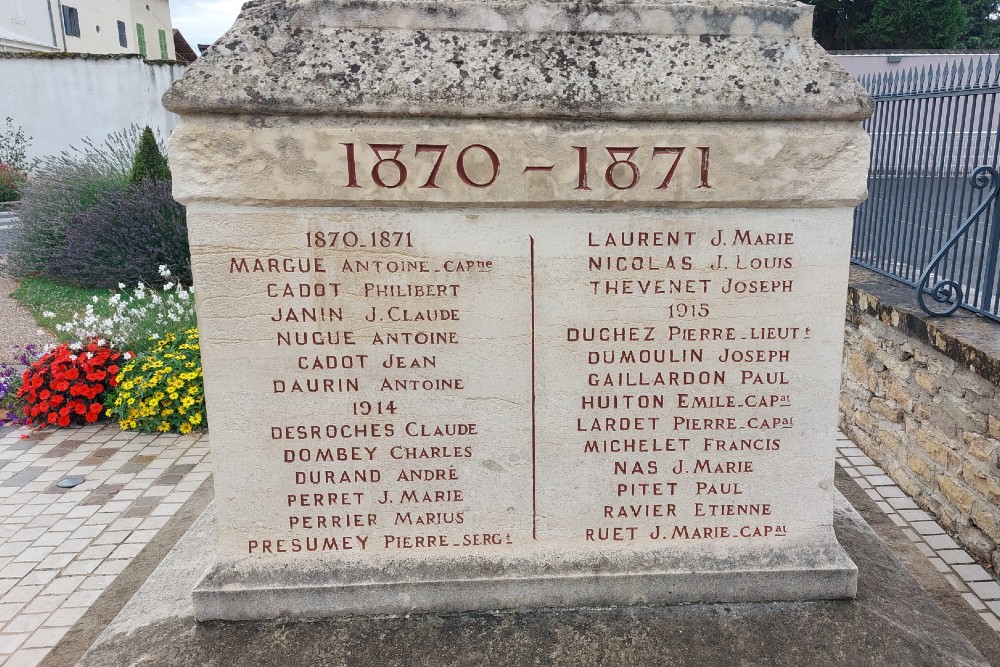 1870-1871
1870-1871
MARGUE ANTOINE-CAPᴺᴱ
CADOT PHILIBERT
JANIN J. CLAUDE
NUGUE ANTOINE
CADOT JEAN
DAURIN ANTOINE
1914
DESROCHES CLAUDE
DOMBEY CHARLES
DURAND ANDRÉ
PERRET J. MARIE
PERRIER MARIUS
PRESUMEY PIERRE-SERGᵀ
LAURENT J. MARIE
NICOLAS J. LOUIS
THEVENET JOSEPH
1915
DUCHEZ PIERRE-LIEUTᵗ
DUMOULIN JOSEPH
GAILLARDON PAUL
HUITON EMILE-CAPᵃᵗ
LARDET PIERRE-CAPᵃᵗ
MICHELET FRANCIS
NAS J. MARIE
PITET PAUL
RAVIER ETIENNE
RUET J. MARIE-CAPᵃᵗ